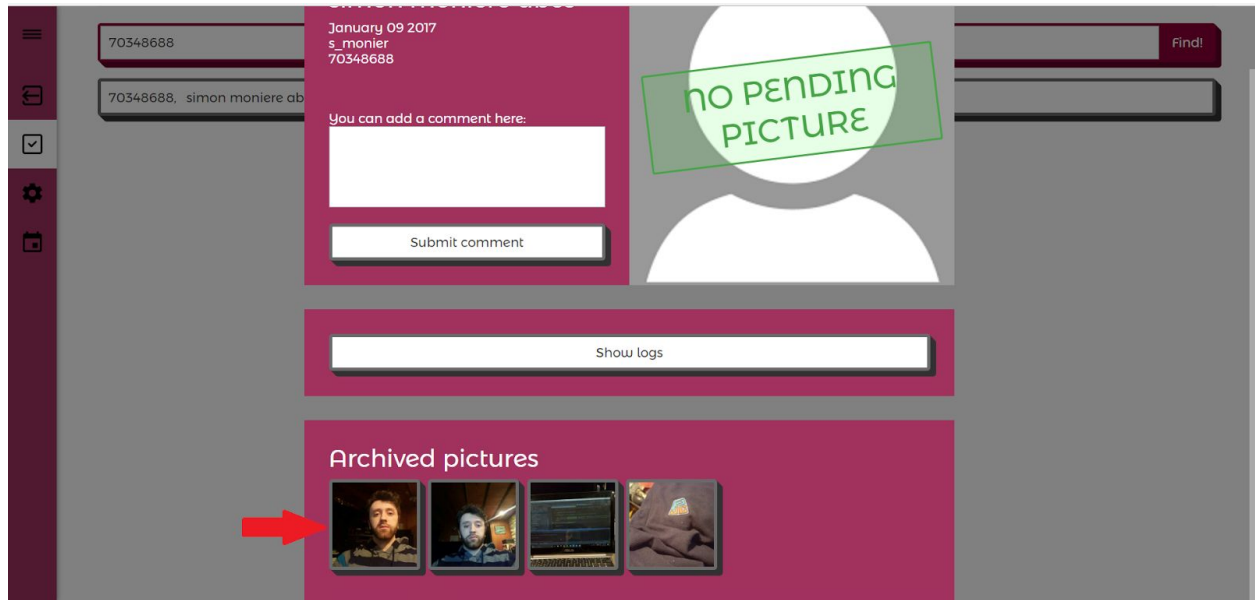 70348688
Find!
70348688, simon moniere ab
January 09 2017
s_monier
70348688
You can add a comment here:
Submit comment
NO PENDING
PICTURE
Show logs
Archived pictures